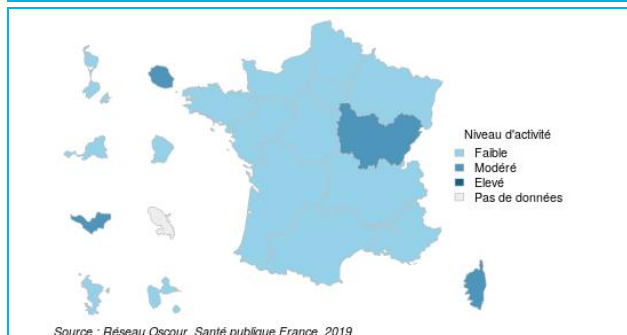 Niveau d'activité
Faible
Modéré
Elevé
Pas de données
Source : Réseau Oscour, Santé publique France, 2019